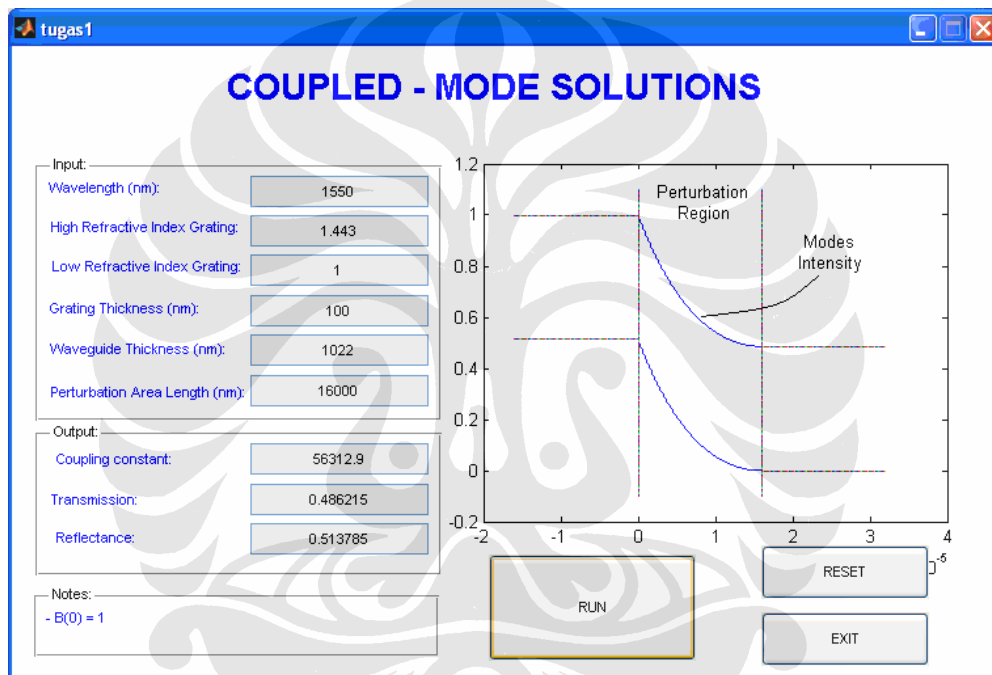 tugas1
COUPLED - MODE SOLUTIONS
Input:
Wavelength (nm): 1550
High Refractive Index Grating: 1.443
Low Refractive Index Grating: 1
Grating Thickness (nm): 100
Waveguide Thickness (nm): 1022
Perturbation Area Length (nm): 16000
Output:
Coupling constant: 56312.9
Transmission: 0.486215
Reflectance: 0.513785
Notes:
- B(0) = 1
1.2
1
0.8
0.6
0.4
0.2
0
-0.2
-2 -1 0 1 2 3 4
Perturbation
Region
Modes
Intensity
RUN
RESET
EXIT